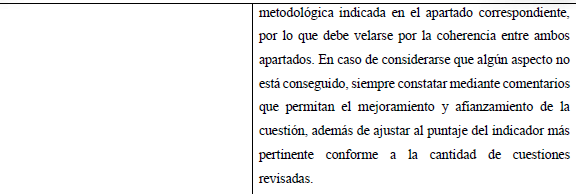 metodológica indicada en el apartado correspondiente,
por lo que debe velarse por la coherencia entre ambos
apartados. En caso de considerarse que algún aspecto no
está conseguido, siempre constatar mediante comentarios
que permitan el mejoramiento y afianzamiento de la
cuestión, además de ajustar al puntaje del indicador más
pertinente conforme a la cantidad de cuestiones
revisadas.